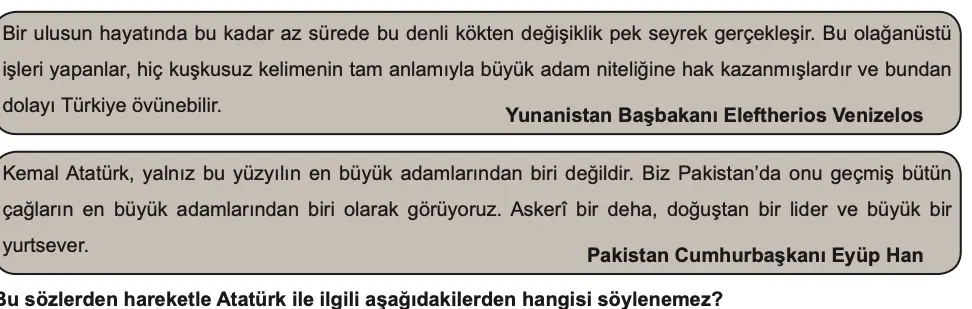 Bir ulusun hayatında bu kadar az sürede bu denli kökten değişiklik pek seyrek gerçekleşir. Bu olağanüstü
işleri yapanlar, hiç kuşkusuz kelimenin tam anlamıyla büyük adam niteliğine hak kazanmışlardır ve bundan
dolayı Türkiye övünebilir.
Yunanistan Başbakanı Eleftherios Venizelos
Kemal Atatürk, yalnız bu yüzyılın en büyük adamlarından biri değildir. Biz Pakistan’da onu geçmiş bütün
çağların en büyük adamlarından biri olarak görüyoruz. Askerî bir deha, doğuştan bir lider ve büyük bir
yurtsever.
Pakistan Cumhurbaşkanı Eyüp Han
Bu sözlerden hareketle Atatürk ile ilgili aşağıdakilerden hangisi söylenemez?